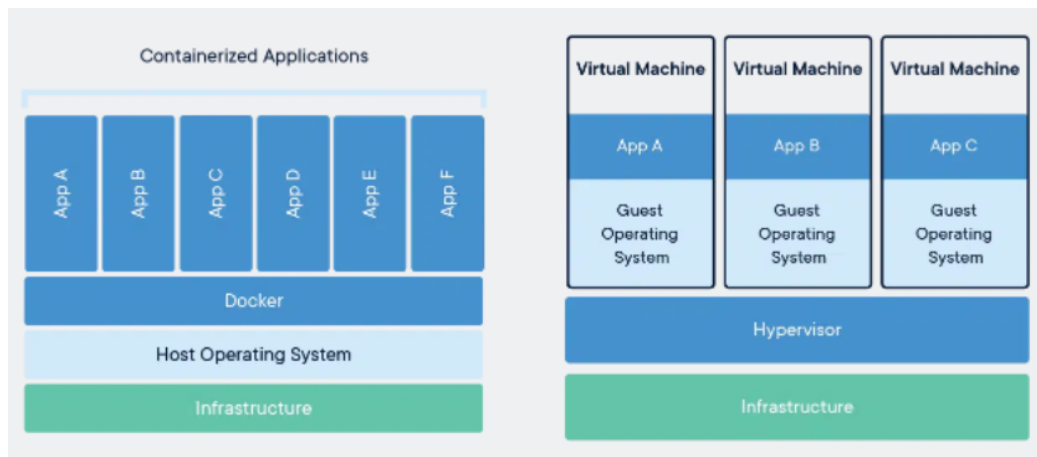 Containerized Applications
App A
App B
App C
App D
App E
App F
Docker
Host Operating System
Infrastructure
Virtual Machine
App A
Guest
Operating
System
Virtual Machine
App B
Guest
Operating
System
Virtual Machine
App C
Guest
Operating
System
Hypervisor
Infrastructure